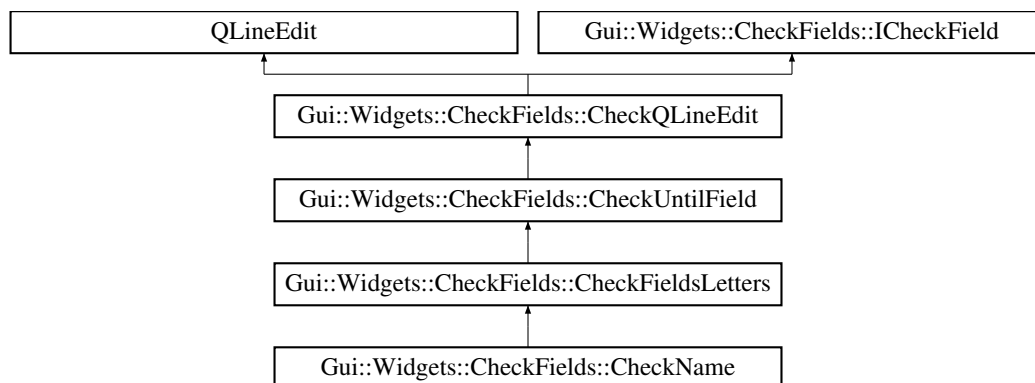 QLineEdit
Gui::Widgets::CheckFields::ICheckField
Gui::Widgets::CheckFields::CheckQLineEdit
Gui::Widgets::CheckFields::CheckUntilField
Gui::Widgets::CheckFields::CheckFieldsLetters
Gui::Widgets::CheckFields::CheckName